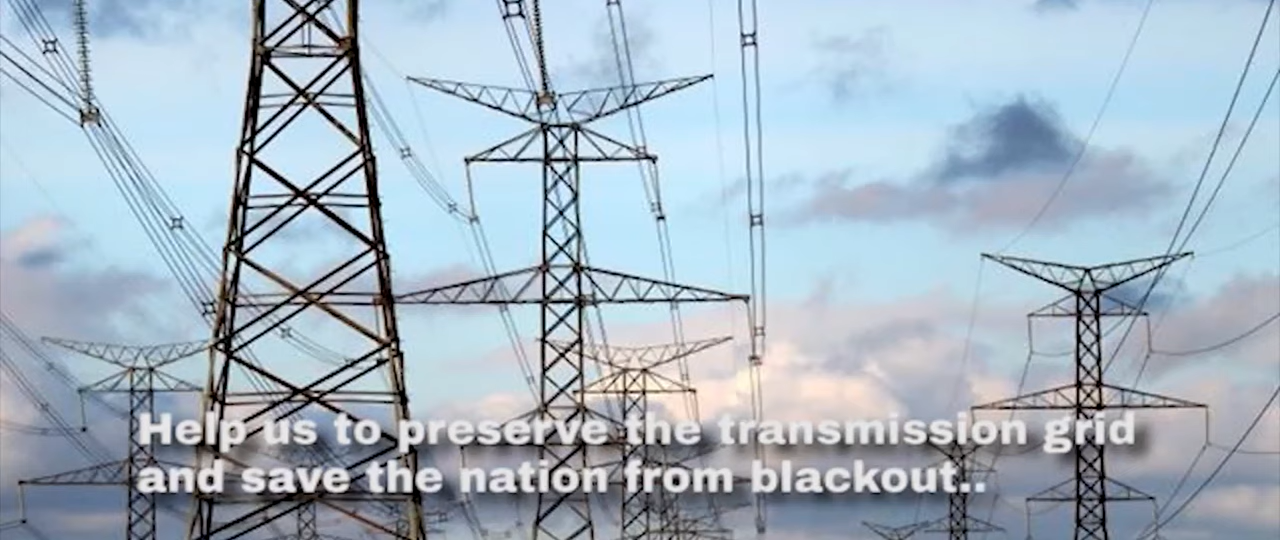 Help us to preserve the transmission grid
and save the nation from blackout..